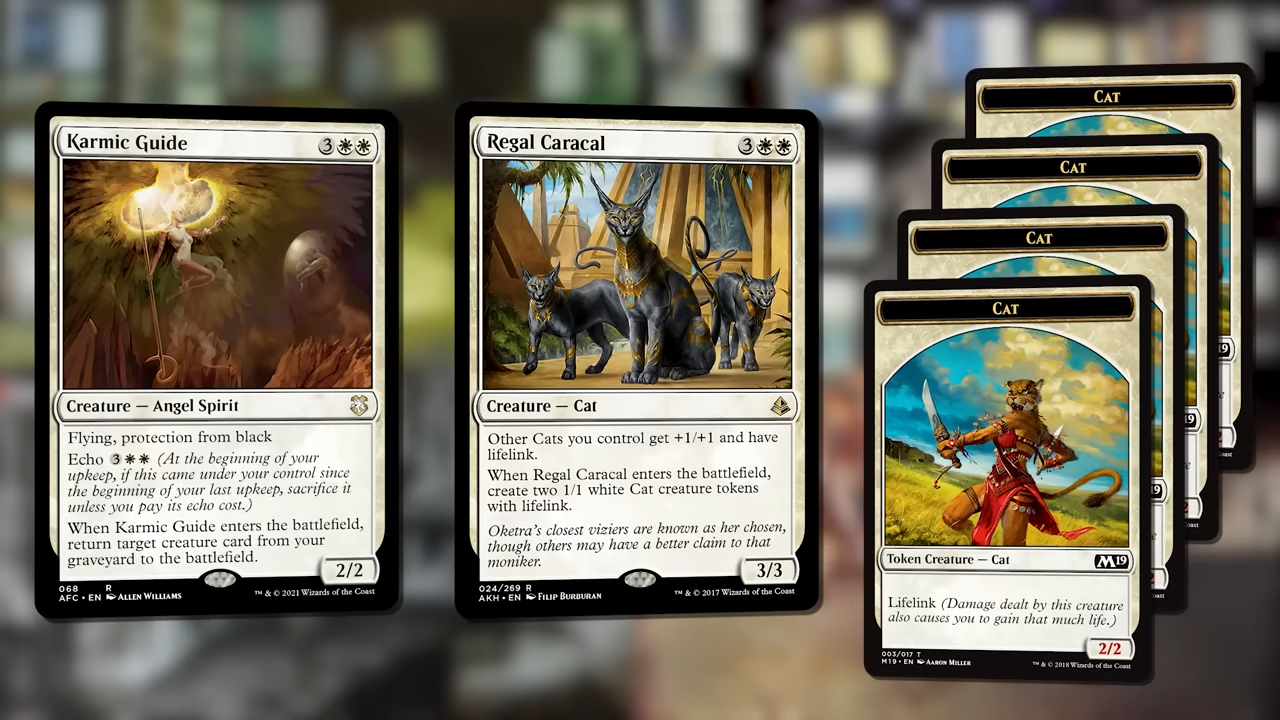 Karmic Guide 3
Creature — Angel Spirit
Flying, protection from black
Echo 3 (At the beginning of your
upkeep, if this came under your control since
the beginning of your last upkeep, sacrifice it
unless you pay its echo cost.)
When Karmic Guide enters the battlefield,
return target creature card from your
graveyard to the battlefield.
2/2
068 R
AFC • EN ALLEN WILLIAMS
™ & © 2021 Wizards of the Coast
Regal Caracal 3
Creature — Cat
Other Cats you control get +1/+1 and have
lifelink.
When Regal Caracal enters the battlefield,
create two 1/1 white Cat creature tokens
with lifelink.
Oketra's closest viziers are known as her chosen,
though others may have a better claim to that
moniker.
3/3
024/269 R
AKH • EN FILIP BURBURAN
™ & © 2017 Wizards of the Coast
CAT
CAT
CAT
CAT
Token Creature — Cat
M19
Lifelink (Damage dealt by this creature
also causes you to gain that much life.)
2/2
003/017 T
M19 • EN AARON MILLER
™ & © 2018 Wizards of the Coast